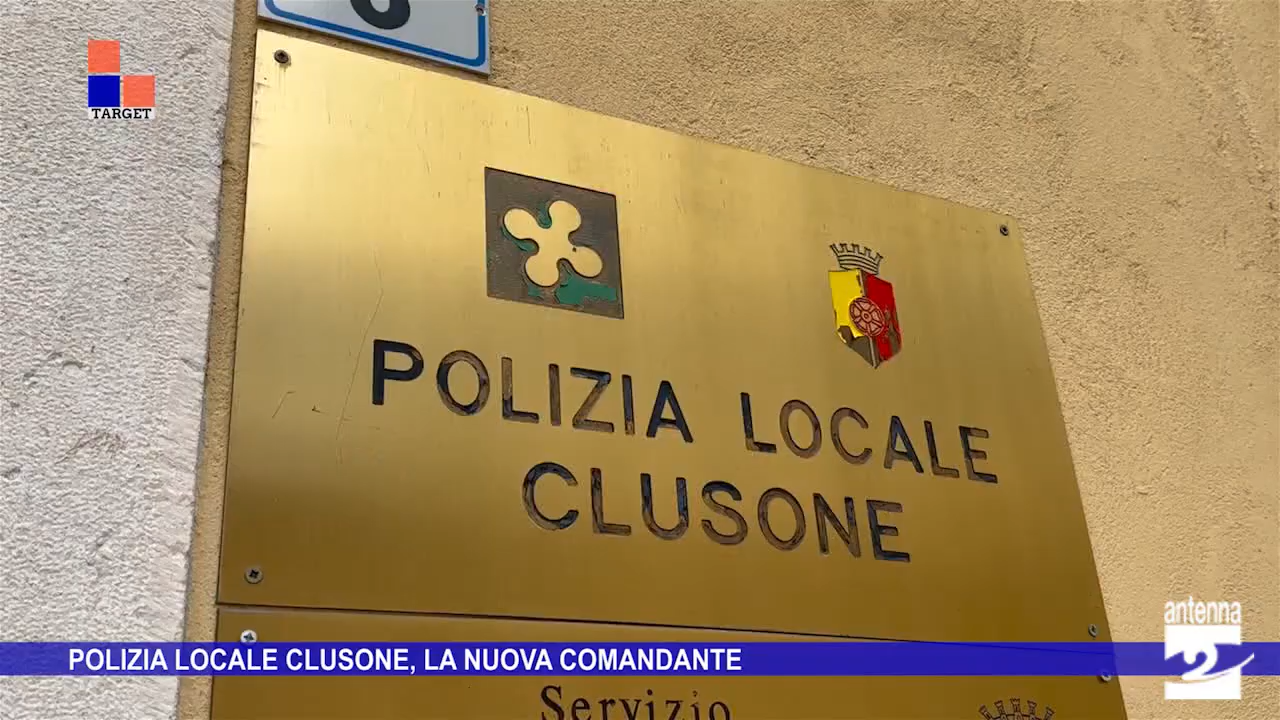 TARGET
POLIZIA LOCALE
CLUSONE
antenna
2
POLIZIA LOCALE CLUSONE, LA NUOVA COMANDANTE
Servizio